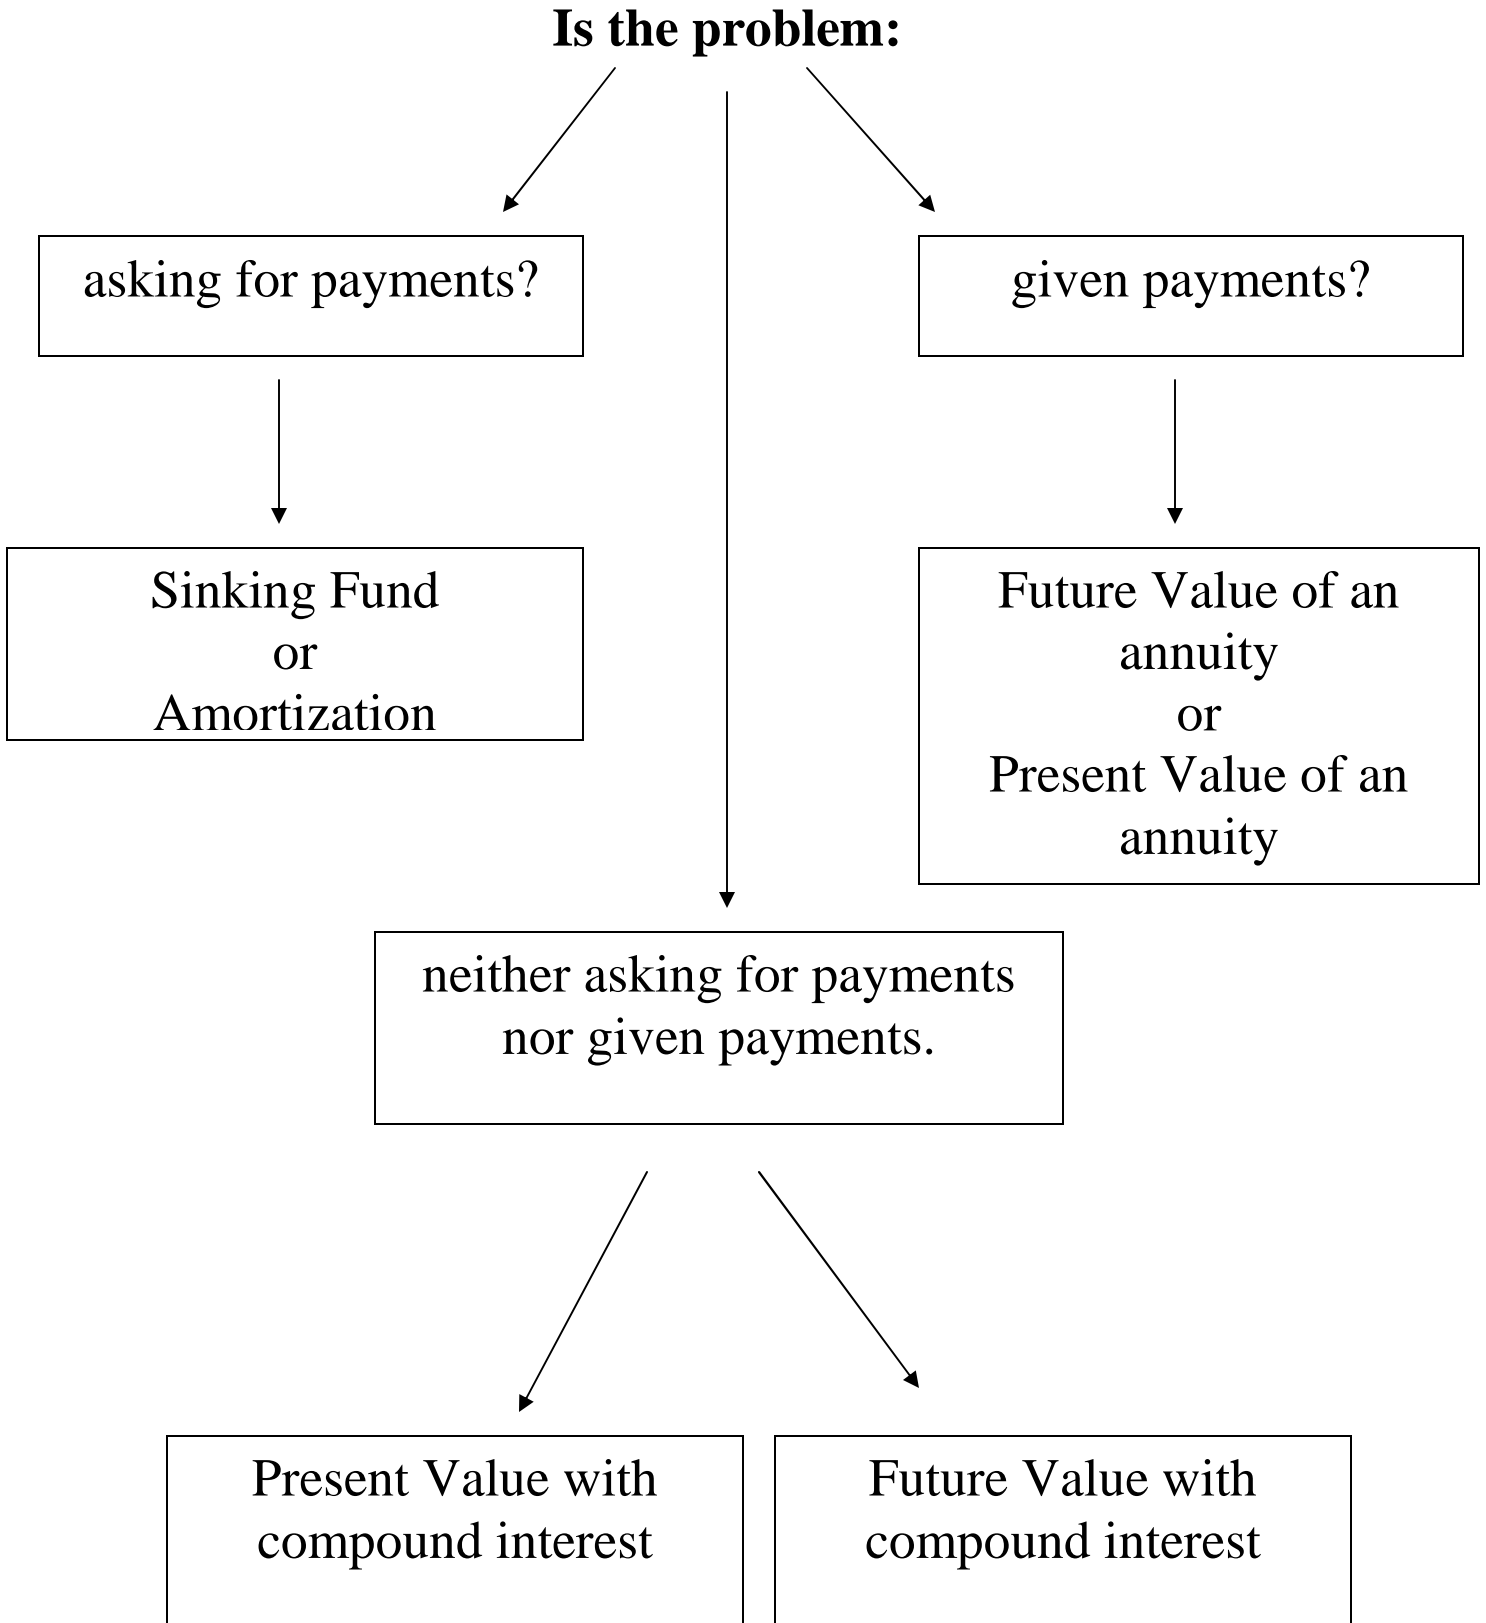 Is the problem:
asking for payments?
given payments?
Sinking Fund
or
Amortization
Future Value of an
annuity
or
Present Value of an
annuity
neither asking for payments
nor given payments.
Present Value with
compound interest
Future Value with
compound interest